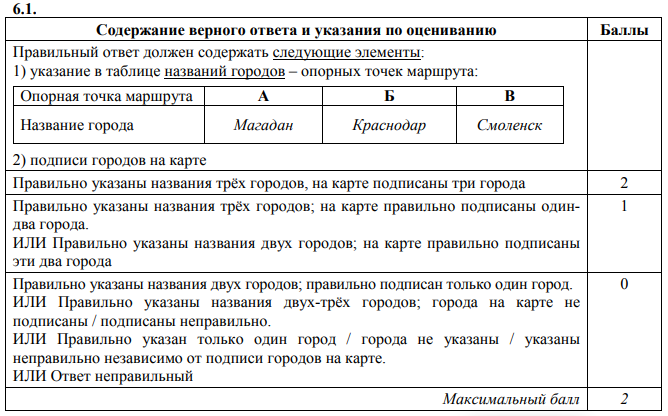 6.1.
Содержание верного ответа и указания по оцениванию Баллы
Правильный ответ должен содержать следующие элементы:
1) указание в таблице названий городов – опорных точек маршрута:
Опорная точка маршрута А Б В
Название города Магадан Краснодар Смоленск
2) подписи городов на карте
Правильно указаны названия трёх городов, на карте подписаны три города 2
Правильно указаны названия трёх городов; на карте правильно подписаны один- 1
два города.
ИЛИ Правильно указаны названия двух городов; на карте правильно подписаны
эти два города
Правильно указаны названия двух городов; правильно подписан только один город. 0
ИЛИ Правильно указаны названия двух-трёх городов; города на карте не
подписаны / подписаны неправильно.
ИЛИ Правильно указан только один город / города не указаны / указаны
неправильно независимо от подписи городов на карте.
ИЛИ Ответ неправильный
Максимальный балл 2